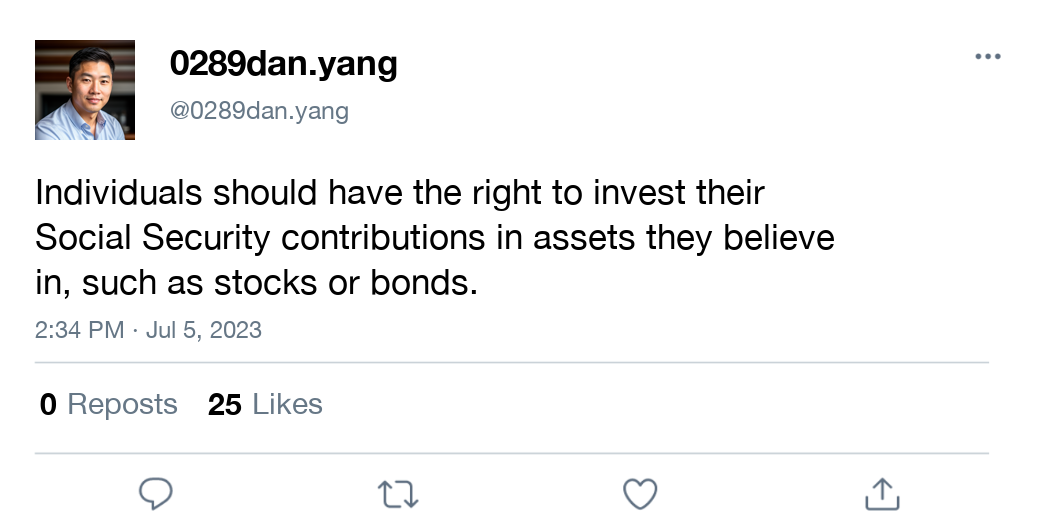 0289dan.yang
@0289dan.yang
Individuals should have the right to invest their
Social Security contributions in assets they believe
in, such as stocks or bonds.
2:34 PM · Jul 5, 2023
0 Reposts 25 Likes